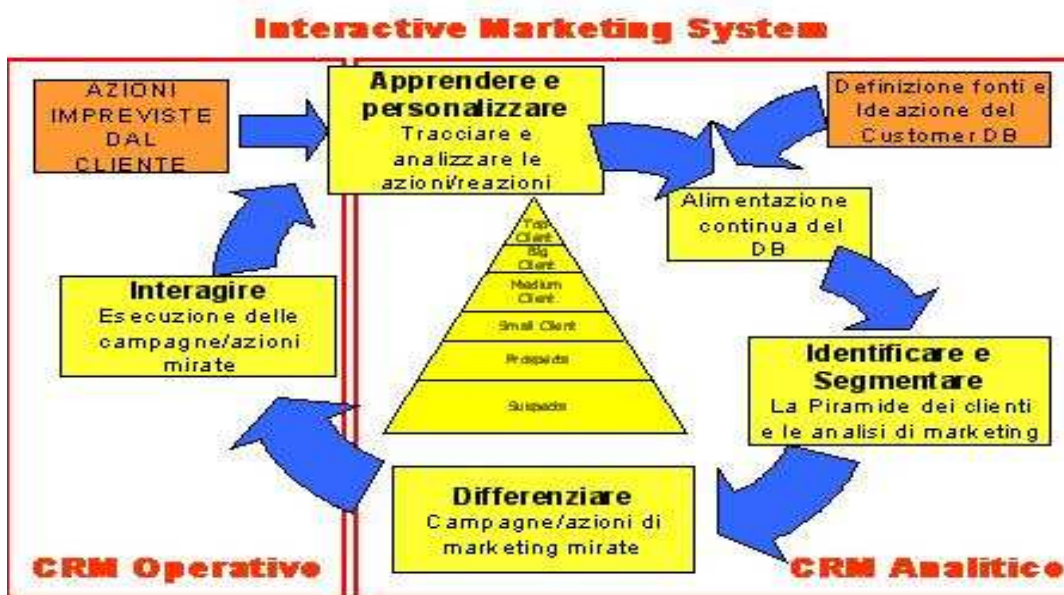 Interactive Marketing System
AZIONI
IMPREVISTE
DAL
CLIENTE
Apprendere e
personalizzare
Tracciare e
analizzare le
azioni/reazioni
Definizione fonti e
Ideazione del
Customer DB
Alimentazione
continua del
DB
Top
Client
Big
Client
Medium
Client
Small Client
Prospects
Suspects
Interagire
Esecuzione delle
campagne/azioni
mirate
Identificare e
Segmentare
La Piramide dei clienti
e le analisi di marketing
Differenziare
Campagne/azioni di
marketing mirate
CRM Operativo
CRM Analitico